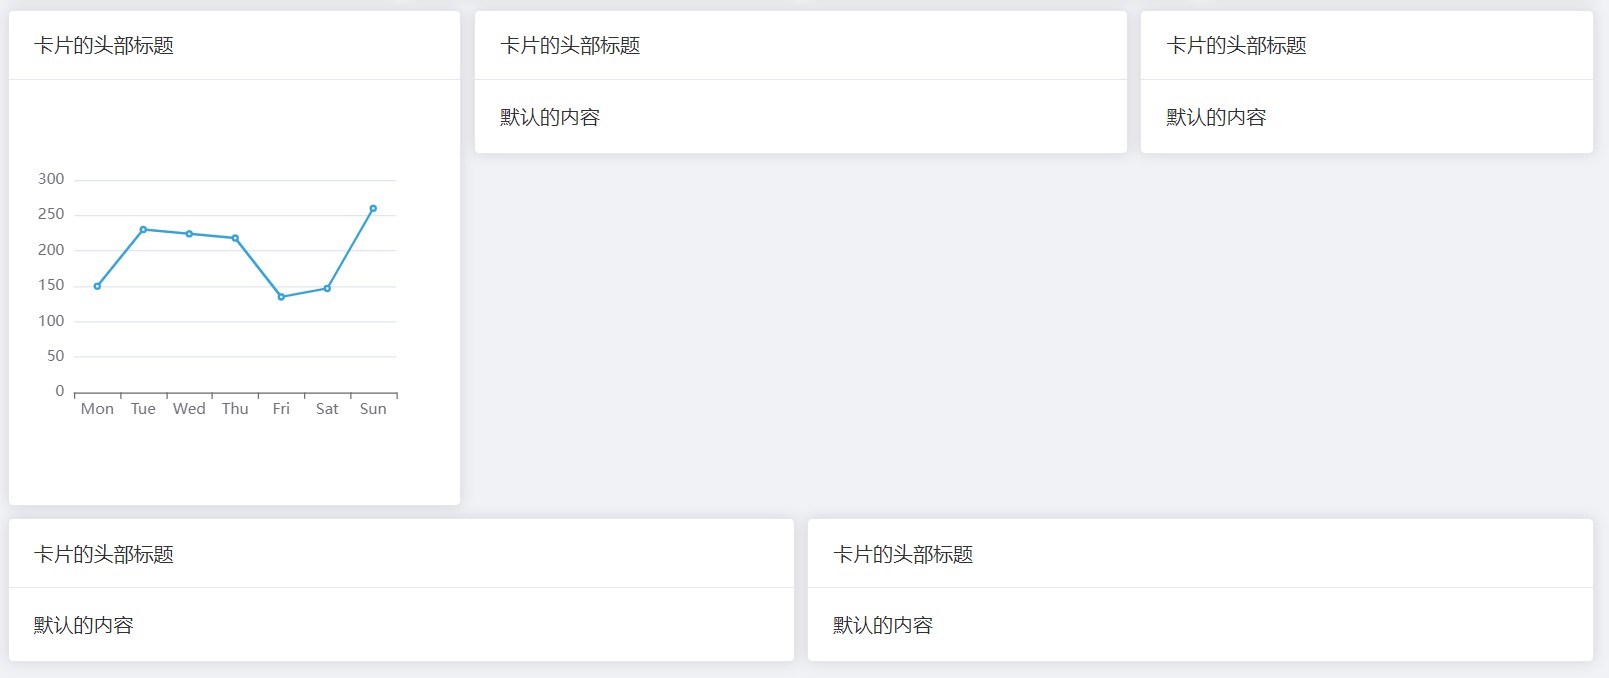 卡片的头部标题
卡片的头部标题
卡片的头部标题
默认的内容
默认的内容
300
250
200
150
100
50
0
Mon Tue Wed Thu Fri Sat Sun
卡片的头部标题
卡片的头部标题
默认的内容
默认的内容